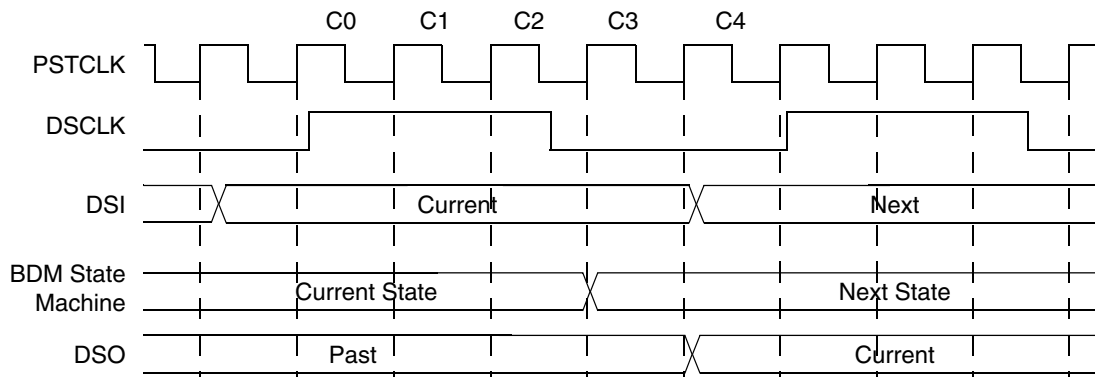 C0 C1 C2 C3 C4
PSTCLK
DSCLK
DSI Current Next
BDM State
Machine Current State Next State
DSO Past Current